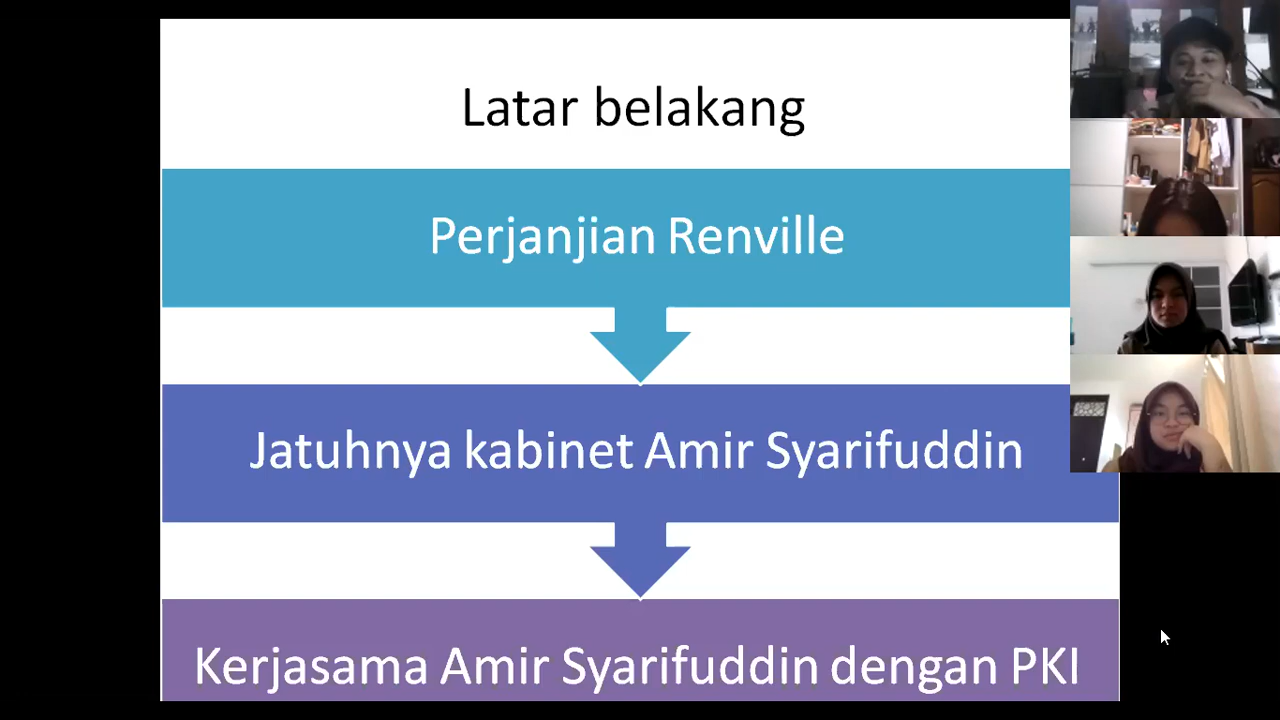 Latar belakang
Perjanjian Renville
Jatuhnya kabinet Amir Syarifuddin
Kerjasama Amir Syarifuddin dengan PKI